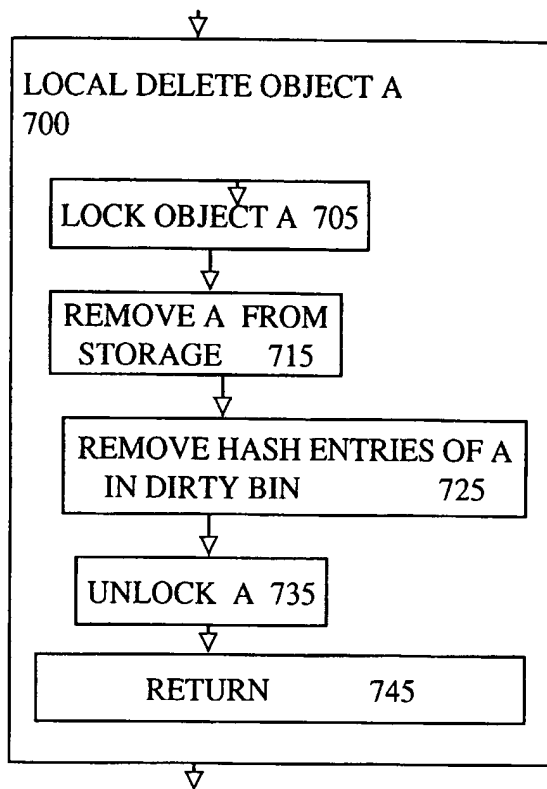 LOCAL DELETE OBJECT A
700
LOCK OBJECT A 705
REMOVE A FROM
STORAGE 715
REMOVE HASH ENTRIES OF A
IN DIRTY BIN 725
UNLOCK A 735
RETURN 745